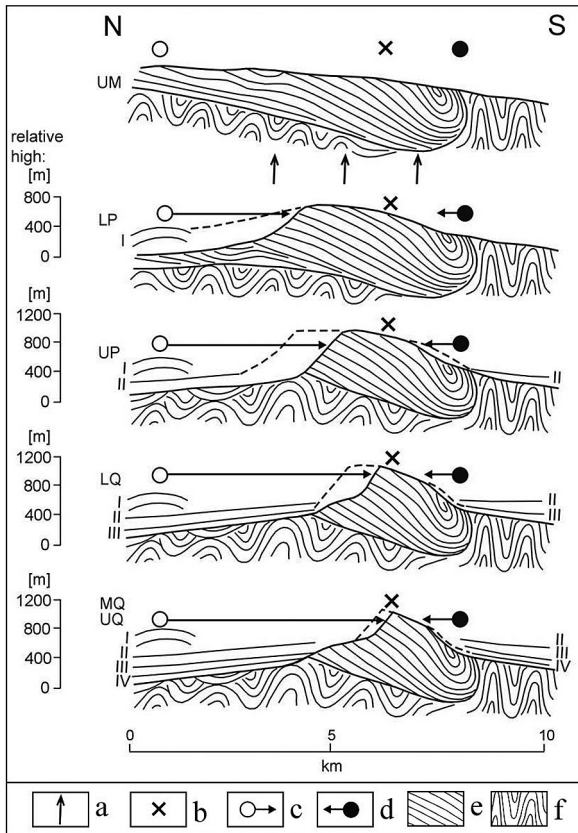 N S
UM
relative
high:
[m]
800
LP
400
I
0
[m]
1200
800
UP
400
I
II
II
0
[m]
1200
LQ
800
I
II
II
400
III
III
0
[m]
1200
MQ
UQ
800
I
II
II
III
III
400
IV
IV
0
0 5 10
km
a b c d e f